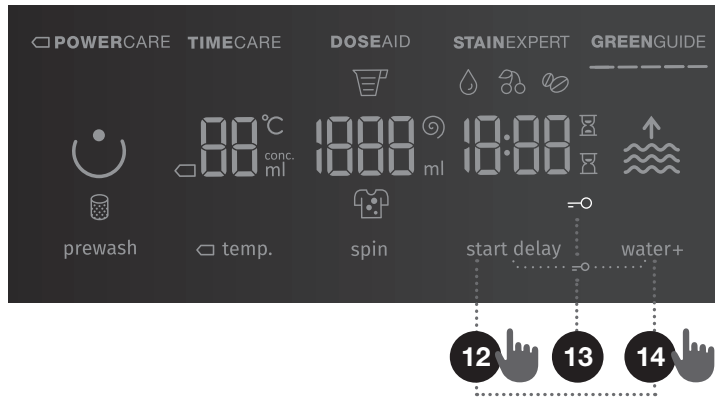 POWERCARE TIMECARE DOSEAID STAINEXPERT GREENGUIDE
88 °C 1888 18:88
conc.
ml ml
prewash temp. spin start delay water+
12 13 14